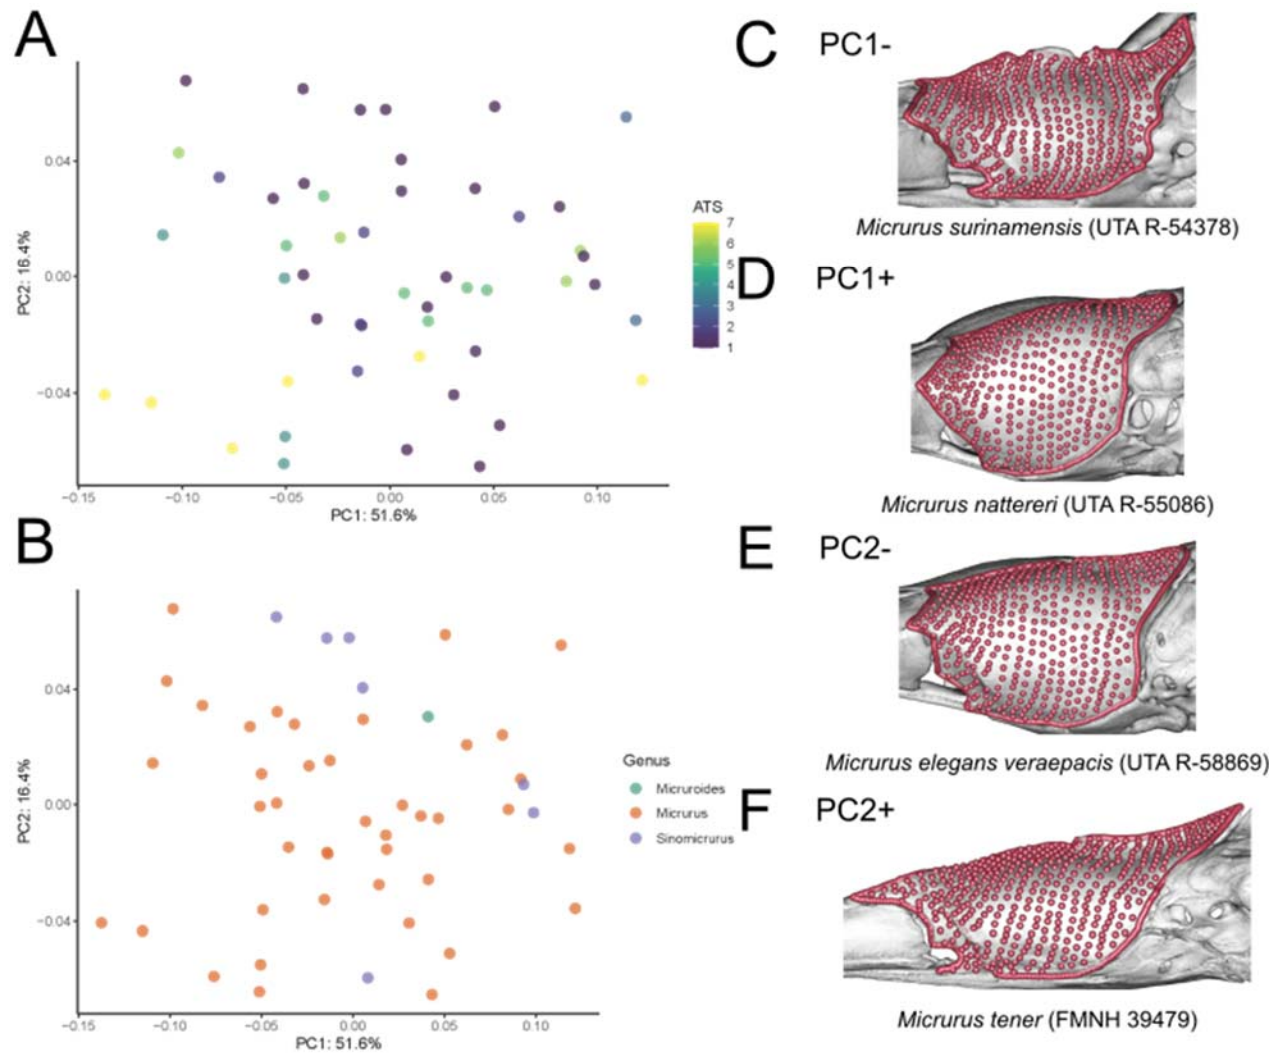 A
0.04
0.00
−0.04
PC2: 16.4%
−0.15
−0.10
−0.05
0.00
0.05
0.10
PC1: 51.6%
ATS
7
6
5
4
3
2
1
B
0.04
0.00
−0.04
PC2: 16.4%
−0.15
−0.10
−0.05
0.00
0.05
0.10
PC1: 51.6%
Genus
Micruroides
Micrurus
Sinomicrurus
C
PC1-
Micrurus surinamensis (UTA R-54378)
D
PC1+
Micrurus nattereri (UTA R-55086)
E
PC2-
Micrurus elegans veraepacis (UTA R-58869)
F
PC2+
Micrurus tener (FMNH 39479)